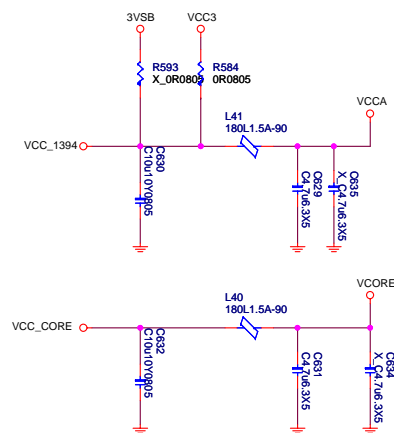 3VSB
VCC3
R593
X_0R0805
R584
0R0805
VCCA
L41
180L1.5A-90
VCC_1394
C630
C10u10Y0805
C629
C4.7u6.3X5
C635
X_C4.7u6.3X5
VCORE
L40
180L1.5A-90
VCC_CORE
C632
C10u10Y0805
C631
C4.7u6.3X5
C634
X_C4.7u6.3X5